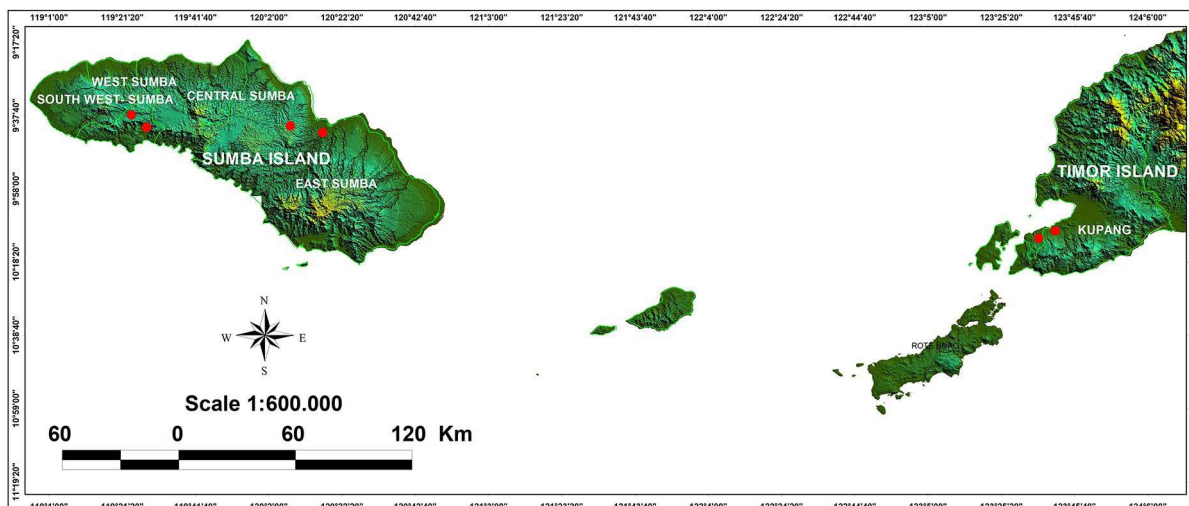 119°1'00" 119°21'20" 119°41'40" 120°2'00" 120°22'20" 120°42'40" 121°3'00" 121°23'20" 121°43'40" 122°4'00" 122°24'20" 122°44'40" 123°5'00" 123°25'20" 123°45'40" 124°6'00"
9°17'20"
WEST SUMBA
SOUTH WEST- SUMBA
CENTRAL SUMBA
9°37'40"
SUMBA ISLAND
TIMOR ISLAND
EAST SUMBA
9°58'00"
KUPANG
10°18'20"
N
W E
S
10°38'40"
Scale 1:600.000
10°59'00"
60 0 60 120 Km
11°19'20"